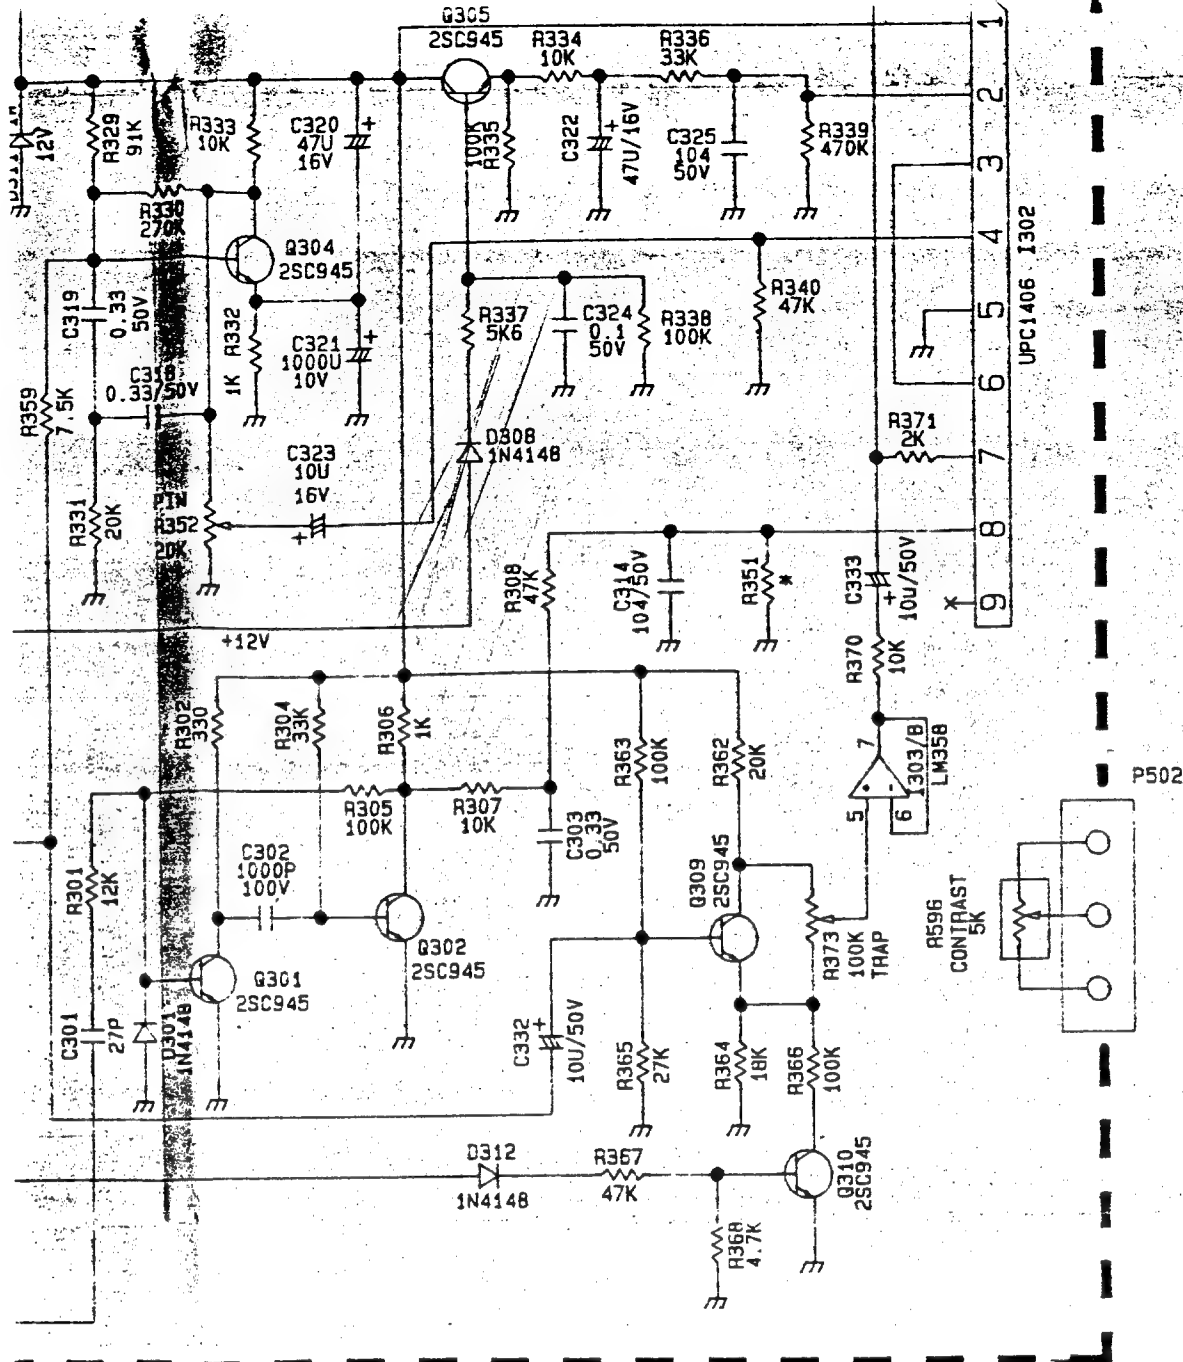 Q305
2SC945
R334
10K
R336
33K
1
2
3
4
5
6
7
8
9
UPC1406 I302
12V
R329
91K
R333
10K
C320
47U
16V
+
100K
R335
C322
+
47U/16V
C325
104
50V
R339
470K
R330
270K
Q304
2SC945
C319
0.33
50V
R332
1K
C321
1000U
10V
+
R337
5K6
C324
0.1
50V
R338
100K
R340
47K
R359
7.5K
C318
0.33/50V
D308
1N4148
R371
2K
C323
10U
16V
+
R331
20K
PIN
R352
20K
R308
47K
C314
104/50V
R351
*
C333
+
10U/50V
×
+12V
R370
10K
R302
330
R304
33K
R306
1K
R363
100K
R362
20K
7
I303/B
LM358
5
6
P502
R305
100K
R307
10K
C303
0.33
50V
R301
12K
C302
1000P
100V
Q309
2SC945
R596
CONTRAST
5K
R373
100K
TRAP
Q302
2SC945
Q301
2SC945
C301
27P
D301
1N4148
C332
+
10U/50V
R365
27K
R364
18K
R366
100K
D312
1N4148
R367
47K
Q310
2SC945
R368
4.7K